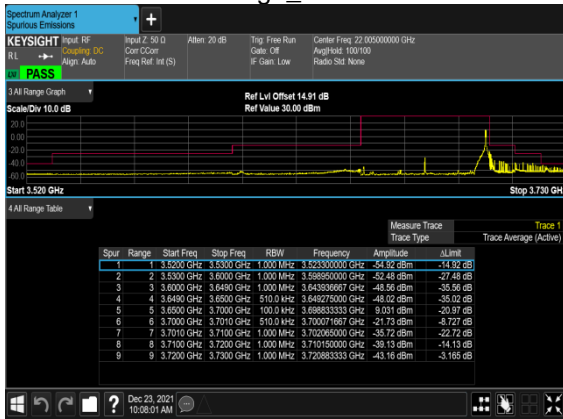 Spectrum Analyzer 1
Spurious Emissions
+
KEYSIGHT Input: RF Input Z: 50 Ω Atten: 20 dB Trig: Free Run Center Freq: 22.005000000 GHz
RL Coupling: DC Corr CCorr Gate: Off Avg|Hold: 100/100
Align: Auto Freq Ref: Int (S) IF Gain: Low Radio Std: None
PASS
3 All Range Graph
Ref Lvl Offset 14.91 dB
Scale/Div 10.0 dB Ref Value 30.00 dBm
20.0
0.00
-20.0
-40.0
-60.0
Start 3.520 GHz Stop 3.730 GH
4 All Range Table
Measure Trace Trace 1
Trace Type Trace Average (Active)
Spur Range Start Freq Stop Freq RBW Frequency Amplitude ΔLimit
1 1 3.5200 GHz 3.5300 GHz 1.000 MHz 3.523300000 GHz -54.92 dBm -14.92 dB
2 2 3.5300 GHz 3.6000 GHz 1.000 MHz 3.598950000 GHz -52.48 dBm -27.48 dB
3 3 3.6000 GHz 3.6490 GHz 1.000 MHz 3.643936667 GHz -48.56 dBm -35.56 dB
4 4 3.6490 GHz 3.6500 GHz 510.0 kHz 3.649275000 GHz -48.02 dBm -35.02 dB
5 5 3.6500 GHz 3.7000 GHz 100.0 kHz 3.698833333 GHz 9.031 dBm -20.97 dB
6 6 3.7000 GHz 3.7010 GHz 510.0 kHz 3.700071667 GHz -21.73 dBm -8.727 dB
7 7 3.7010 GHz 3.7100 GHz 1.000 MHz 3.702065000 GHz -35.72 dBm -22.72 dB
8 8 3.7100 GHz 3.7200 GHz 1.000 MHz 3.710150000 GHz -39.13 dBm -14.13 dB
9 9 3.7200 GHz 3.7300 GHz 1.000 MHz 3.720883333 GHz -43.16 dBm -3.165 dB
? Dec 23, 2021
10:08:01 AM